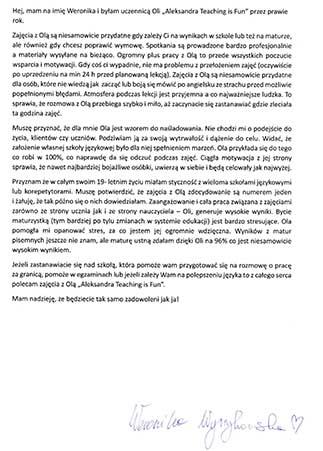 Hej, mam na imię Weronika i byłam uczennicą Oli „Aleksandra Teaching is Fun” przez prawie
rok.
Zajęcia z Olą są niesamowicie przydatne gdy zależy Ci na wynikach w szkole lub też na maturze,
ale również gdy chcesz poprawić wymowę. Spotkania są prowadzone bardzo profesjonalnie
a materiały wysyłane na bieżąco. Ogromny plus pracy z Olą to przede wszystkich poczucie
wsparcia i motywacji. Gdy coś ci wypadnie, nie ma problemu z przełożeniem zajęć (oczywiście
po uprzedzeniu na min 24 h przed planowaną lekcją). Zajęcia z Olą są niesamowicie przydatne
dla osób, które nie wiedzą jak zacząć lub boją się mówić po angielsku ze strachu przed możliwie
popełnionymi błędami. Atmosfera podczas lekcji jest przyjemna a co najważniejsze ludzka. To
sprawia, że rozmowa z Olą przebiega szybko i miło, aż zaczynacie się zastanawiać gdzie zleciała
ta godzina zajęć.
Muszę przyznać, że dla mnie Ola jest wzorem do naśladowania. Nie chodzi mi o podejście do
życia, klientów czy uczniów. Podziwiam ją za swoją wytrwałość i dążenie do celu. Widać, że
założenie własnej szkoły językowej było dla niej spełnieniem marzeń. Ola przykłada się do tego
co robi w 100%, co naprawdę da się odczuć podczas zajęć. Ciągła motywacja z jej strony
sprawia, że nawet najbardziej bojaźliwe osóbki, uwierzą w siebie i będą celowały jak najwyżej.
Przyznam że w całym swoim 19- letnim życiu miałam styczność z wieloma szkołami językowymi
lub korepetytorami. Muszę potwierdzić, że zajęcia z Olą zdecydowanie są numerem jeden
i żałuję, że tak późno się o nich dowiedziałam. Zaangażowanie i cała praca związana z zajęciami
zarówno ze strony ucznia jak i ze strony nauczyciela – Oli, generuje wysokie wyniki. Bycie
maturzystką (tym bardziej po tylu zmianach w systemie edukacji) jest bardzo stresujące. Ola
pomogła mi opanować stres, za co jestem jej ogromnie wdzięczna. Wyników z matur
pisemnych jeszcze nie znam, ale maturę ustną zdałam dzięki Oli na 96% co jest niesamowicie
wysokim wynikiem.
Jeżeli zastanawiacie się nad szkołą, która pomoże wam przygotować się na rozmowę o pracę
za granicą, pomoże w egzaminach lub jeżeli zależy Wam na polepszeniu języka to z całego serca
polecam zajęcia z Olą „Aleksandra Teaching is Fun”.
Mam nadzieję, że będziecie tak samo zadowoleni jak ja!
Weronika Wyrzykowska